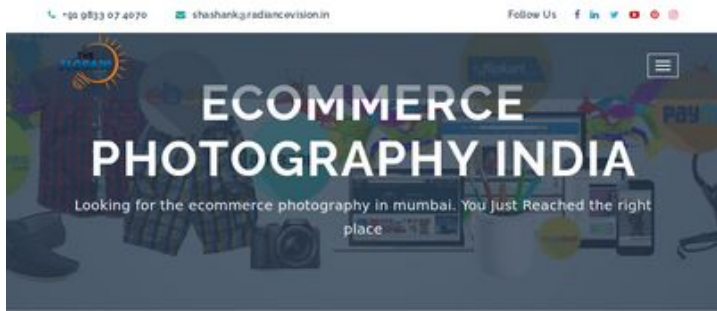 +91 9833 07 4070 shashank@radiancevision.in Follow Us
THE
ECOMMERCE
PHOTOGRAPHY INDIA
Looking for the ecommerce photography in mumbai. You Just Reached the right
place